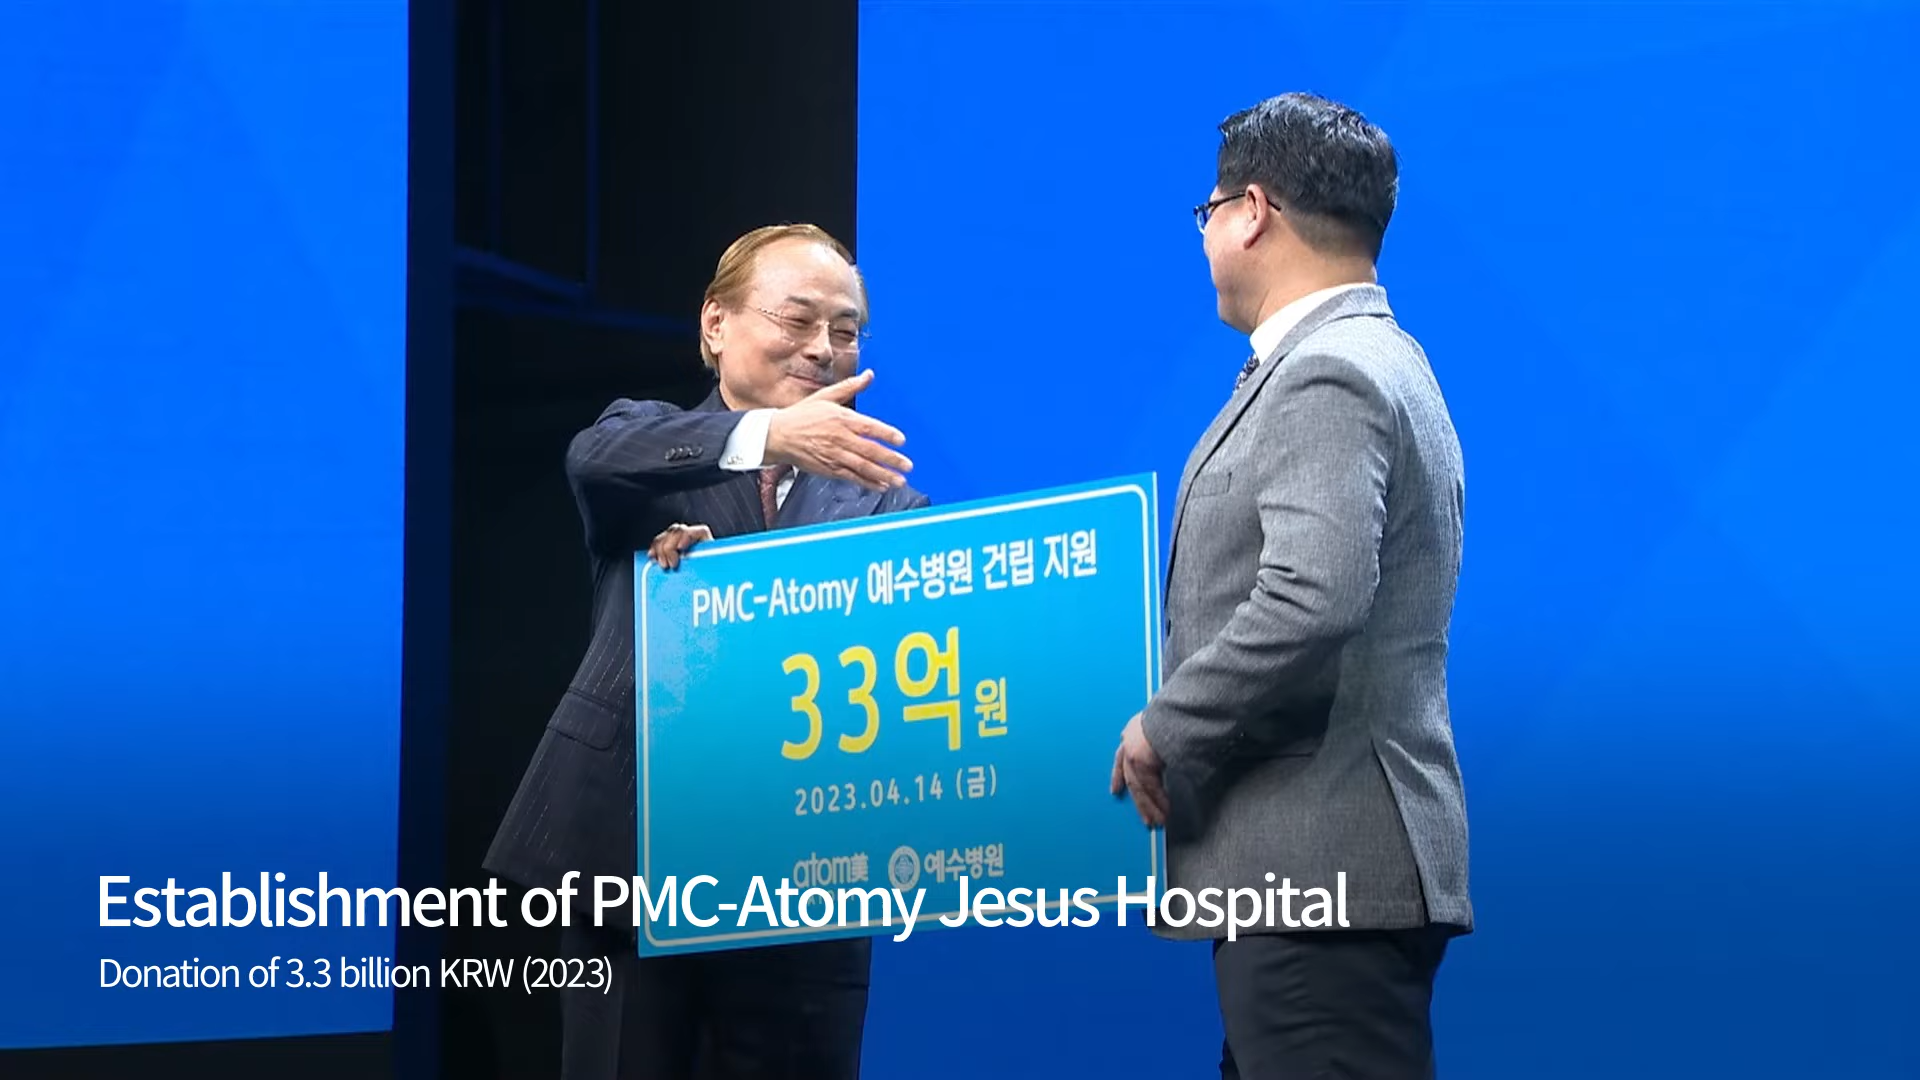 PMC-Atomy 예수병원 건립 지원
33억원
2023.04.14 (금)
atom美 예수병원
Establishment of PMC-Atomy Jesus Hospital
Donation of 3.3 billion KRW (2023)